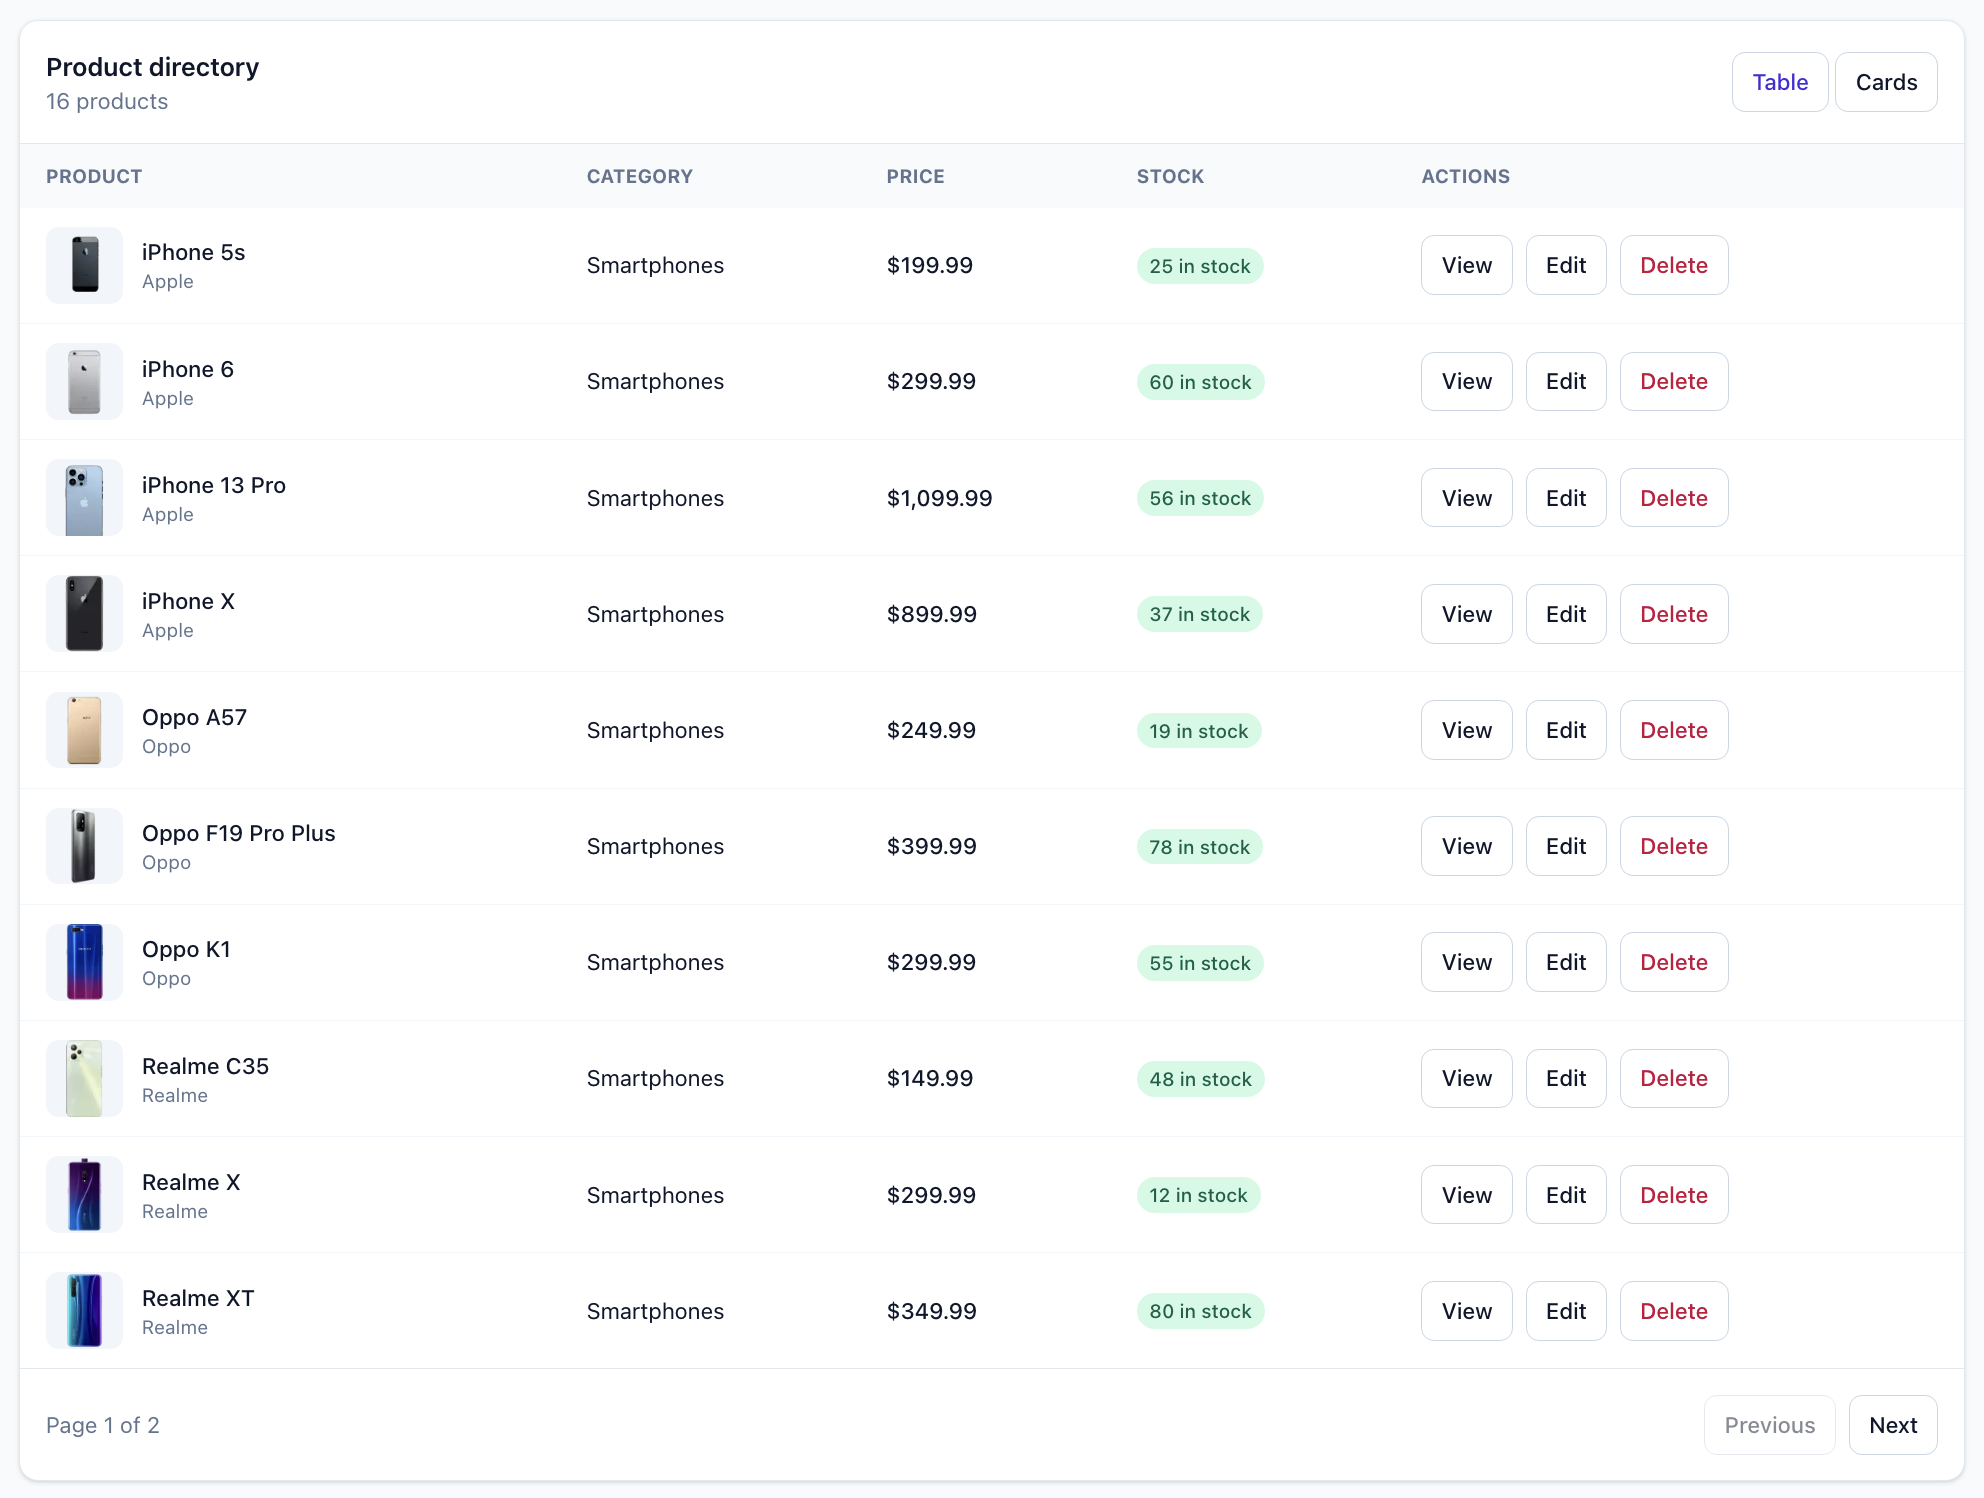 Product directory
16 products
Table Cards
PRODUCT CATEGORY PRICE STOCK ACTIONS
iPhone 5s
Apple
Smartphones $199.99 25 in stock View Edit Delete
iPhone 6
Apple
Smartphones $299.99 60 in stock View Edit Delete
iPhone 13 Pro
Apple
Smartphones $1,099.99 56 in stock View Edit Delete
iPhone X
Apple
Smartphones $899.99 37 in stock View Edit Delete
Oppo A57
Oppo
Smartphones $249.99 19 in stock View Edit Delete
Oppo F19 Pro Plus
Oppo
Smartphones $399.99 78 in stock View Edit Delete
Oppo K1
Oppo
Smartphones $299.99 55 in stock View Edit Delete
Realme C35
Realme
Smartphones $149.99 48 in stock View Edit Delete
Realme X
Realme
Smartphones $299.99 12 in stock View Edit Delete
Realme XT
Realme
Smartphones $349.99 80 in stock View Edit Delete
Page 1 of 2 Previous Next